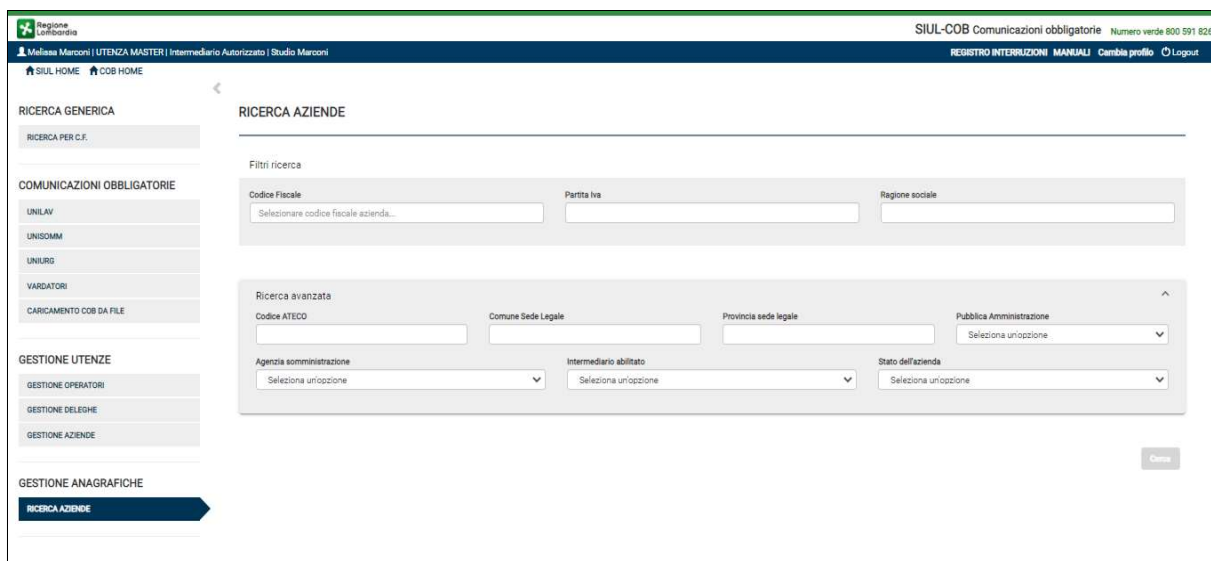 Regione
Lombardia
SIUL-COB Comunicazioni obbligatorie Numero verde 800 591 826
Melissa Marconi | UTENZA MASTER | Intermediario Autorizzato | Studio Marconi
REGISTRO INTERRUZIONI MANUALI Cambia profilo Logout
SIUL HOME COB HOME
RICERCA GENERICA
RICERCA PER C.F.
COMUNICAZIONI OBBLIGATORIE
UNILAV
UNISOMM
UNIURG
VARDATORI
CARICAMENTO COB DA FILE
GESTIONE UTENZE
GESTIONE OPERATORI
GESTIONE DELEGHE
GESTIONE AZIENDE
GESTIONE ANAGRAFICHE
RICERCA AZIENDE
RICERCA AZIENDE
Filtri ricerca
Codice Fiscale Partita Iva Ragione sociale
Selezionare codice fiscale azienda...
Ricerca avanzata
Codice ATECO Comune Sede Legale Provincia sede legale Pubblica Amministrazione
Seleziona un'opzione
Agenzia somministrazione Intermediario abilitato Stato dell'azienda
Seleziona un'opzione Seleziona un'opzione Seleziona un'opzione
Cerca